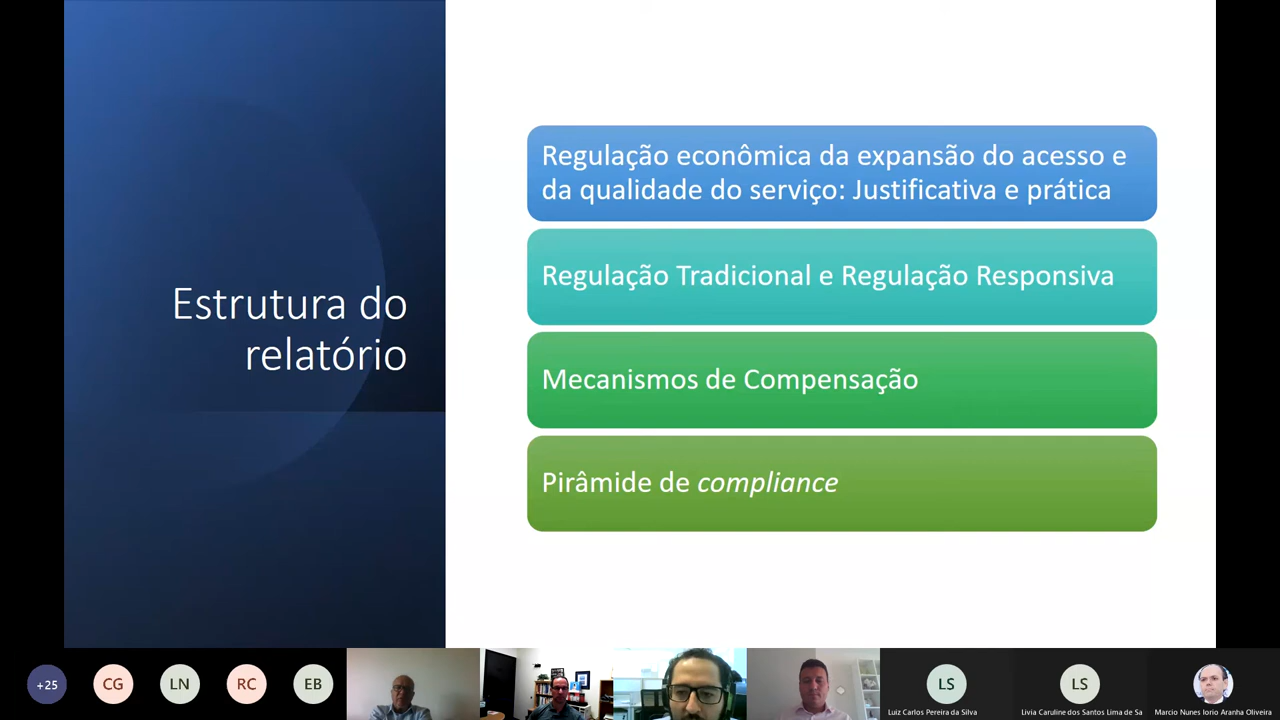 Estrutura do
relatório
Regulação econômica da expansão do acesso e
da qualidade do serviço: Justificativa e prática
Regulação Tradicional e Regulação Responsiva
Mecanismos de Compensação
Pirâmide de compliance
+25
CG
LN
RC
EB
LS
Luiz Carlos Pereira da Silva
LS
Livia Caruline dos Santos Lima de Sa
Marcio Nunes Iorio Aranha Oliveira